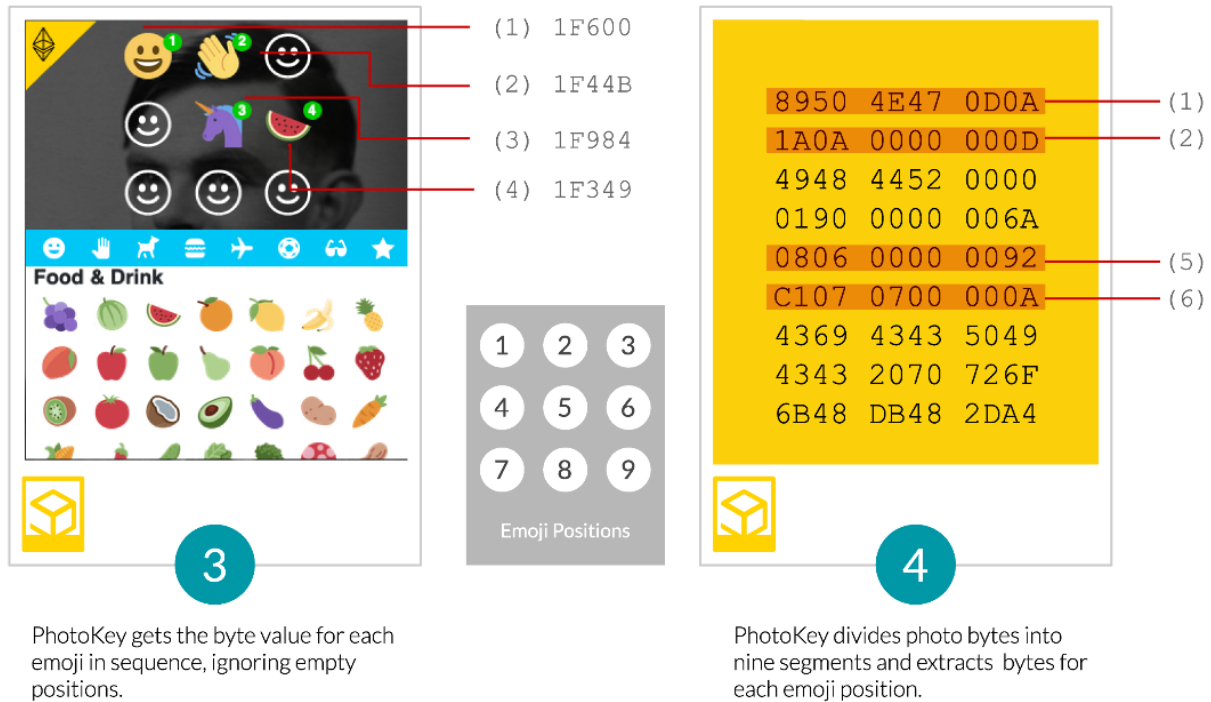 1
2
3
4
(1) 1F600
(2) 1F44B
(3) 1F984
(4) 1F349
Food & Drink
1 2 3
4 5 6
7 8 9
Emoji Positions
3
PhotoKey gets the byte value for each
emoji in sequence, ignoring empty
positions.
8950 4E47 0D0A (1)
1A0A 0000 000D (2)
4948 4452 0000
0190 0000 006A
0806 0000 0092 (5)
C107 0700 000A (6)
4369 4343 5049
4343 2070 726F
6B48 DB48 2DA4
4
PhotoKey divides photo bytes into
nine segments and extracts bytes for
each emoji position.